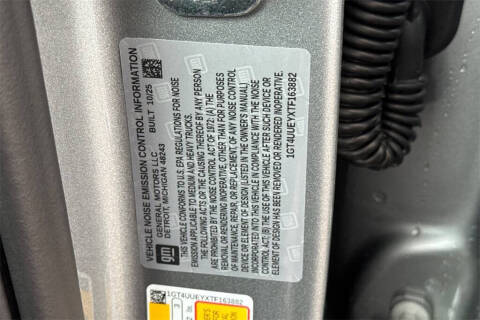 VEHICLE NOISE EMISSION CONTROL INFORMATION
GENERAL MOTORS LLC BUILT 10/25
DETROIT, MICHIGAN 48243
gm
THIS VEHICLE CONFORMS TO U.S. EPA REGULATIONS FOR NOISE
EMISSION APPLICABLE TO MEDIUM AND HEAVY TRUCKS.
THE FOLLOWING ACTS OR THE CAUSING THEREOF BY ANY PERSON
ARE PROHIBITED BY THE NOISE CONTROL ACT OF 1972: (A) THE
REMOVAL OR RENDERING INOPERATIVE, OTHER THAN FOR PURPOSES
OF MAINTENANCE, REPAIR, OR REPLACEMENT, OF ANY NOISE CONTROL
DEVICE OR ELEMENT OF DESIGN (LISTED IN THE OWNER'S MANUAL)
INCORPORATED INTO THIS VEHICLE IN COMPLIANCE WITH THE NOISE
CONTROL ACT; (B) THE USE OF THIS VEHICLE AFTER SUCH DEVICE OR
ELEMENT OF DESIGN HAS BEEN REMOVED OR RENDERED INOPERATIVE.
1GT4UUEYXTF163882
1GT4UUEYXTF163882